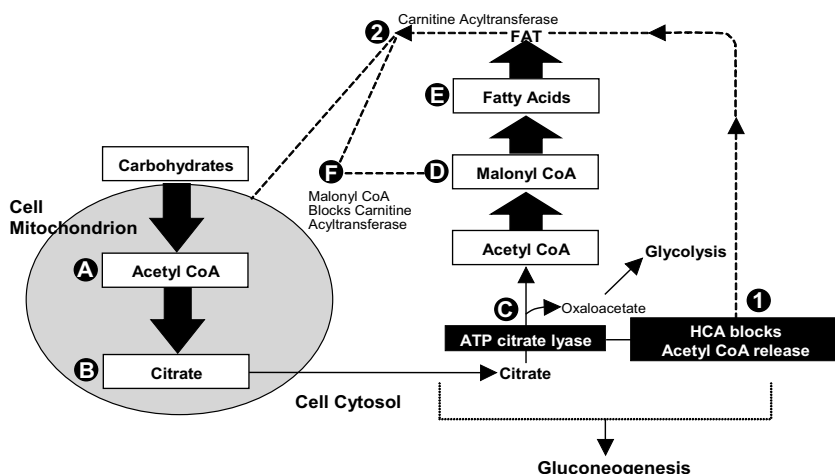 Carnitine Acyltransferase
2
FAT
E
Fatty Acids
Carbohydrates
F
D
Malonyl CoA
Malonyl CoA
Blocks Carnitine
Acyltransferase
Cell
Mitochondrion
A
Acetyl CoA
Acetyl CoA
Glycolysis
C
Oxaloacetate
1
ATP citrate lyase
HCA blocks
Acetyl CoA release
B
Citrate
Citrate
Cell Cytosol
Gluconeogenesis